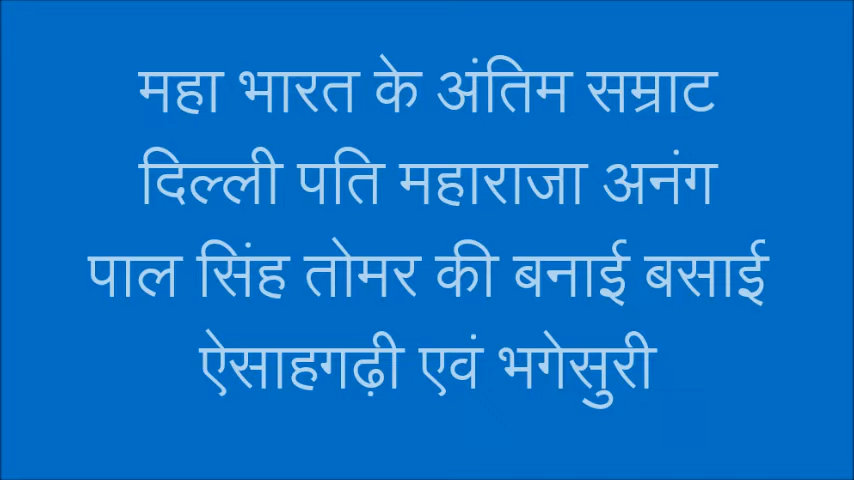 महा भारत के अंतिम सम्राट
दिल्ली पति महाराजा अनंग
पाल सिंह तोमर की बनाई बसाई
ऐसाहगढ़ी एवं भगेसुरी